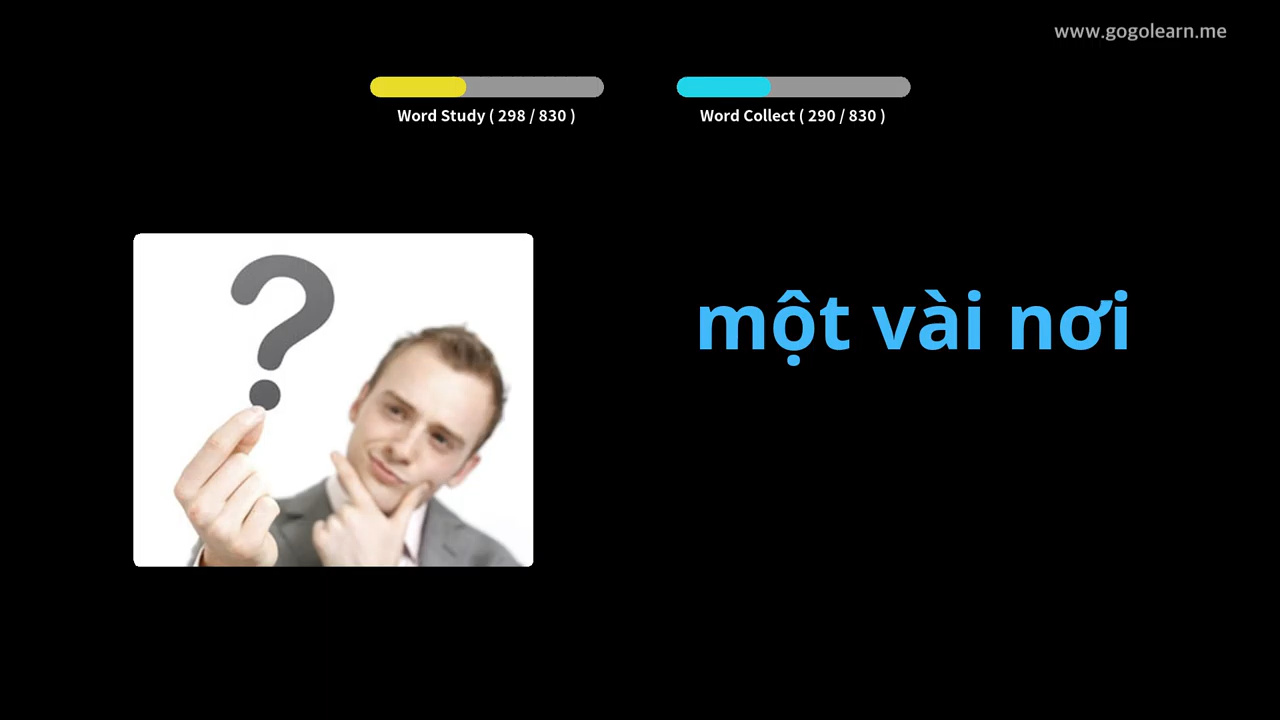 www.gogolearn.me
Word Study ( 298 / 830 )
Word Collect ( 290 / 830 )
?
một vài nơi